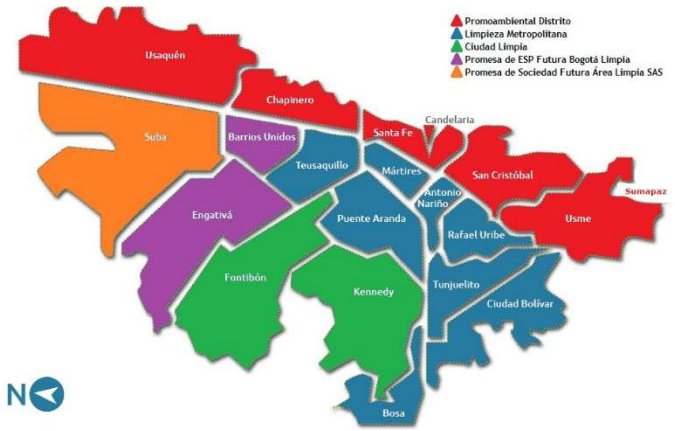 Promoambiental Distrito
Limpieza Metropolitana
Ciudad Limpia
Promesa de ESP Futura Bogotá Limpia
Promesa de Sociedad Futura Área Limpia SAS
Usaquén
Chapinero
Candelaria
Santa Fe
Suba
Barrios Unidos
Teusaquillo
Mártires
San Cristóbal
Antonio
Nariño
Sumapaz
Engativá
Puente Aranda
Usme
Rafael Uribe
Fontibón
Kennedy
Tunjuelito
Ciudad Bolívar
N
Bosa